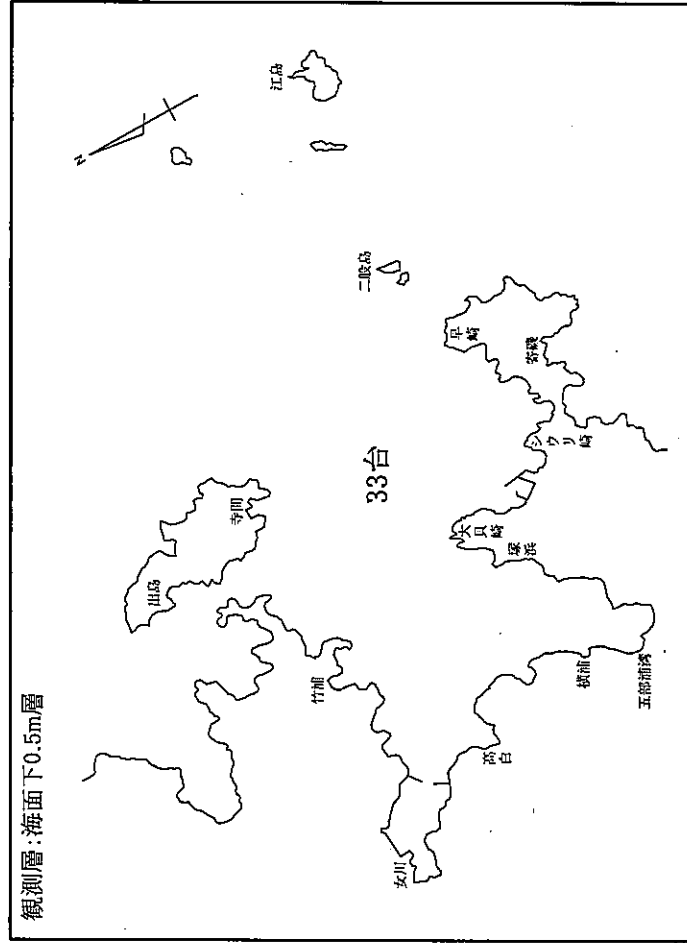 観測層:海面下0.5m層
N
江島
二股島
早崎
寄磯
シウリ崎
33台
大貝崎
塚浜
寺間
出島
竹浦
横浦
五部浦湾
高白
女川